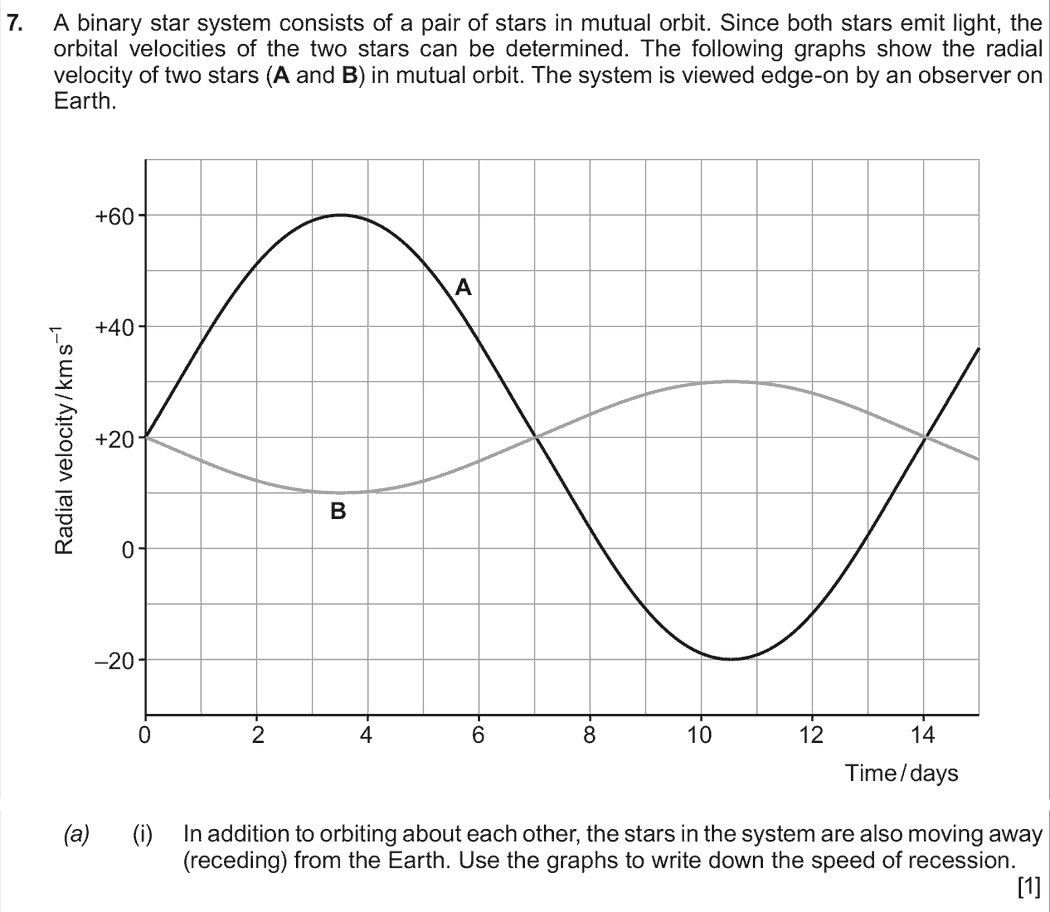 7. A binary star system consists of a pair of stars in mutual orbit. Since both stars emit light, the
orbital velocities of the two stars can be determined. The following graphs show the radial
velocity of two stars (A and B) in mutual orbit. The system is viewed edge-on by an observer on
Earth.
+60
A
+40
Radial velocity/km s⁻¹
+20
B
0
–20
0 2 4 6 8 10 12 14
Time/days
(a) (i) In addition to orbiting about each other, the stars in the system are also moving away
(receding) from the Earth. Use the graphs to write down the speed of recession.
[1]